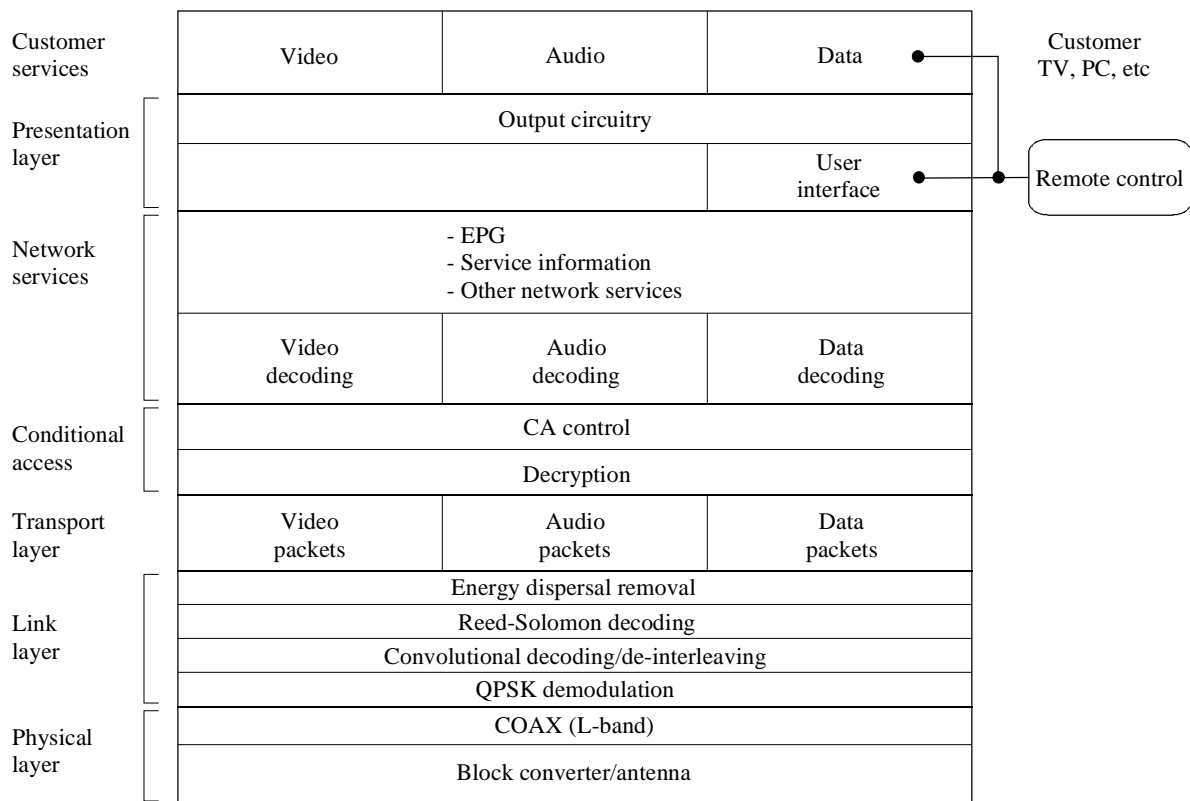 Customer
services
Video
Audio
Data
Customer
TV, PC, etc
Presentation
layer
Output circuitry
User
interface
Remote control
Network
services
- EPG
- Service information
- Other network services
Video
decoding
Audio
decoding
Data
decoding
Conditional
access
CA control
Decryption
Transport
layer
Video
packets
Audio
packets
Data
packets
Link
layer
Energy dispersal removal
Reed-Solomon decoding
Convolutional decoding/de-interleaving
QPSK demodulation
Physical
layer
COAX (L-band)
Block converter/antenna